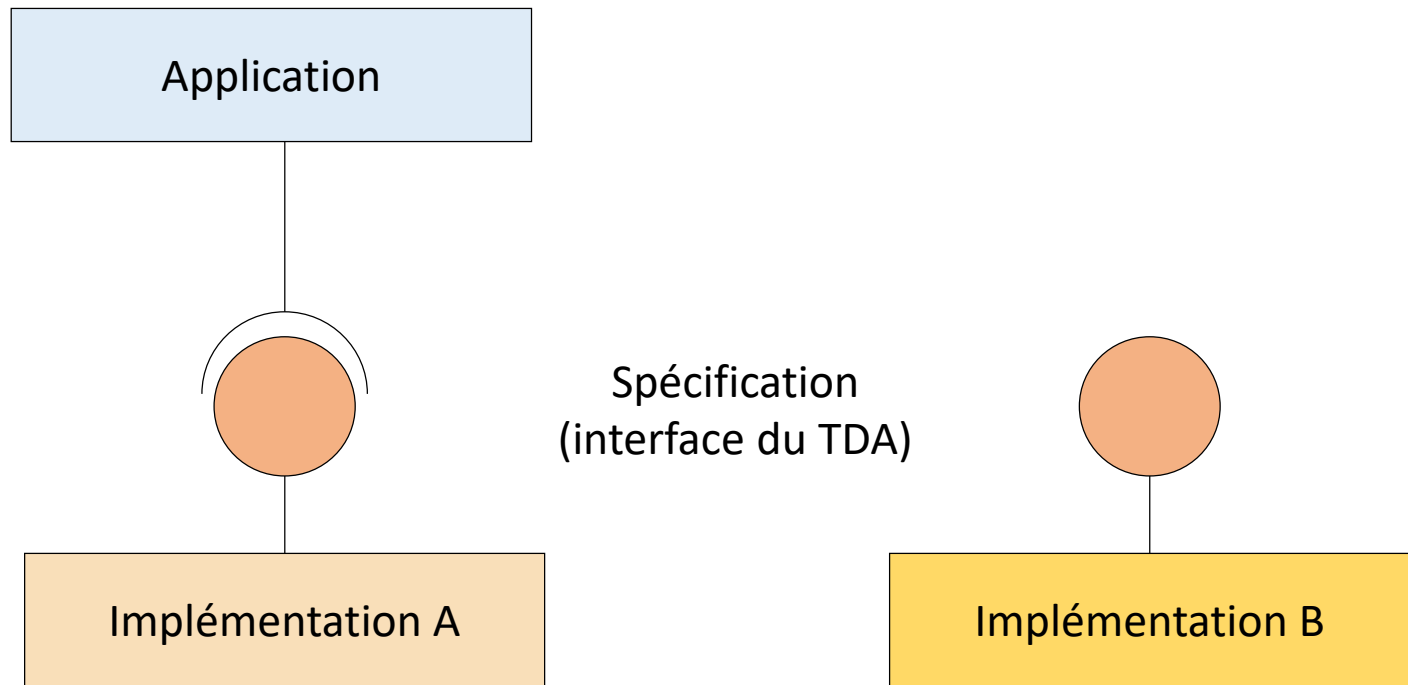 Application
Spécification
(interface du TDA)
Implémentation A
Implémentation B